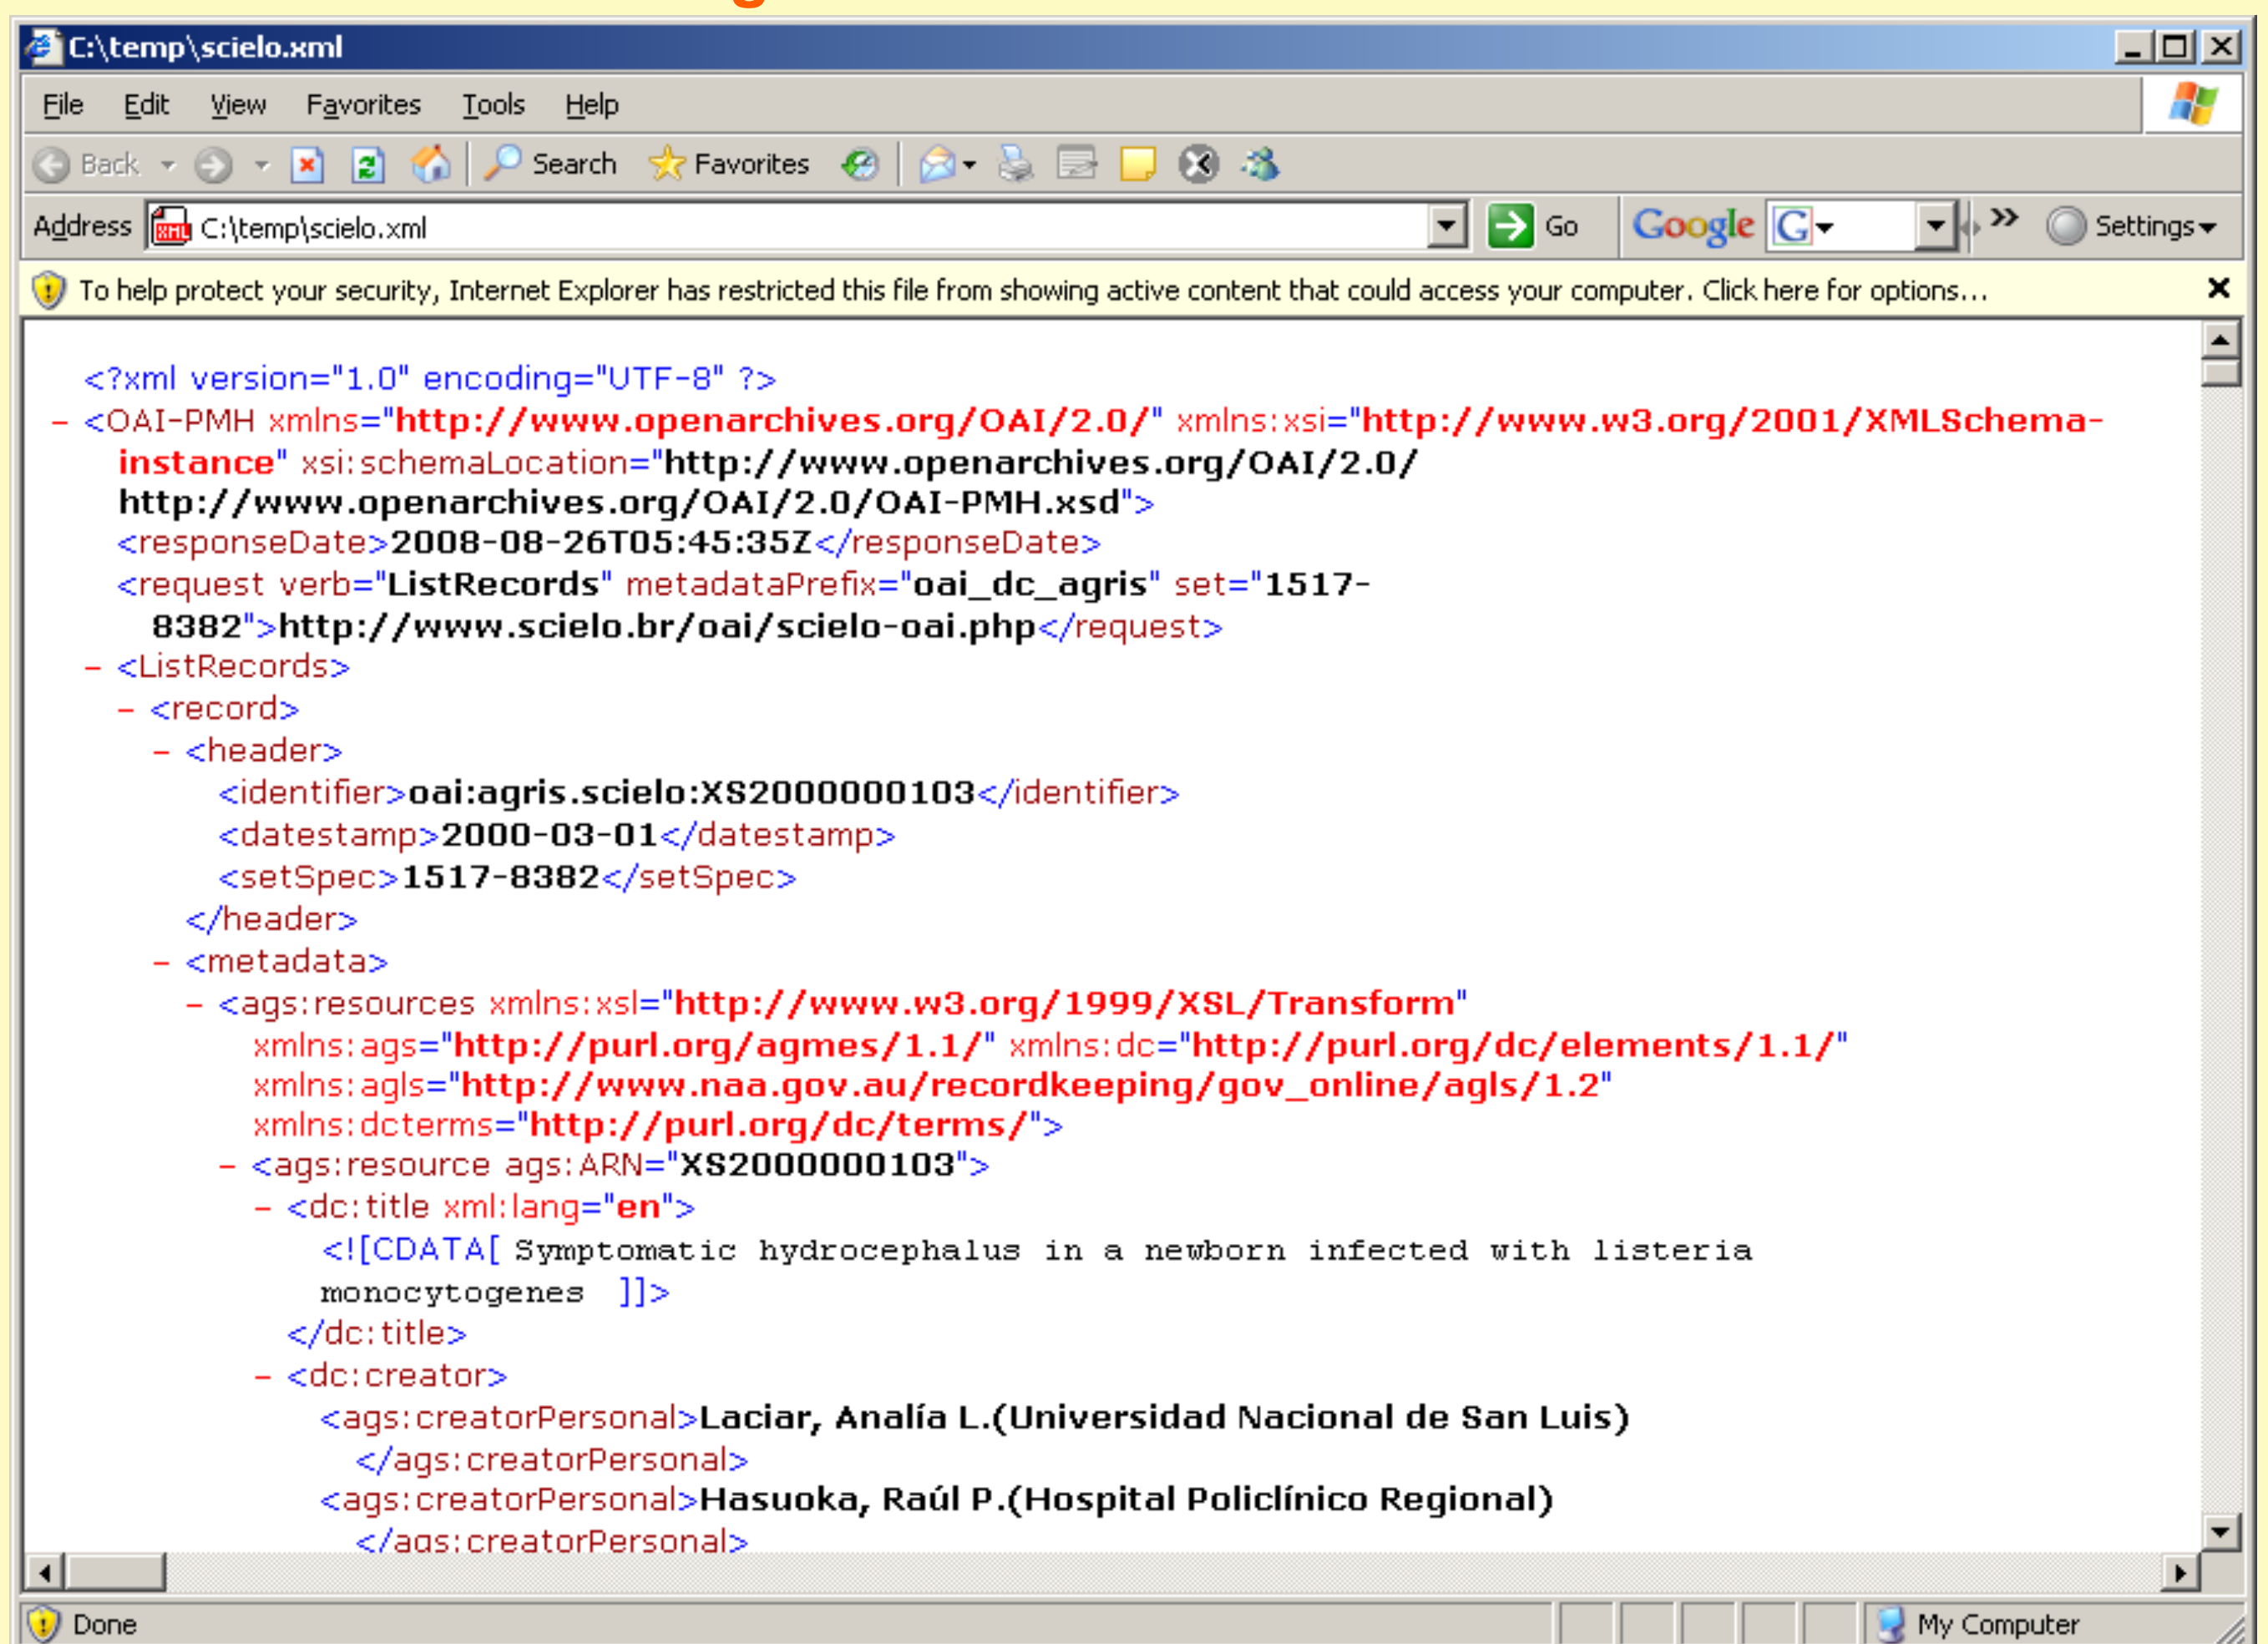 C:\temp\scielo.xml
File Edit View Favorites Tools Help
Back Search Favorites
Address C:\temp\scielo.xml Go Google G Settings
To help protect your security, Internet Explorer has restricted this file from showing active content that could access your computer. Click here for options...
<?xml version="1.0" encoding="UTF-8" ?>
- <OAI-PMH xmlns="http://www.openarchives.org/OAI/2.0/" xmlns:xsi="http://www.w3.org/2001/XMLSchema-
instance" xsi:schemaLocation="http://www.openarchives.org/OAI/2.0/
http://www.openarchives.org/OAI/2.0/OAI-PMH.xsd">
<responseDate>2008-08-26T05:45:35Z</responseDate>
<request verb="ListRecords" metadataPrefix="oai_dc_agris" set="1517-
8382">http://www.scielo.br/oai/scielo-oai.php</request>
- <ListRecords>
- <record>
- <header>
<identifier>oai:agris.scielo:XS2000000103</identifier>
<datestamp>2000-03-01</datestamp>
<setSpec>1517-8382</setSpec>
</header>
- <metadata>
- <ags:resources xmlns:xsl="http://www.w3.org/1999/XSL/Transform"
xmlns:ags="http://purl.org/agmes/1.1/" xmlns:dc="http://purl.org/dc/elements/1.1/"
xmlns:agls="http://www.naa.gov.au/recordkeeping/gov_online/agls/1.2"
xmlns:dcterms="http://purl.org/dc/terms/">
- <ags:resource ags:ARN="XS2000000103">
- <dc:title xml:lang="en">
<![CDATA[ Symptomatic hydrocephalus in a newborn infected with listeria
monocytogenes ]]>
</dc:title>
- <dc:creator>
<ags:creatorPersonal>Laciar, Analía L.(Universidad Nacional de San Luis)
</ags:creatorPersonal>
<ags:creatorPersonal>Hasuoka, Raúl P.(Hospital Policlínico Regional)
</ags:creatorPersonal>
Done My Computer